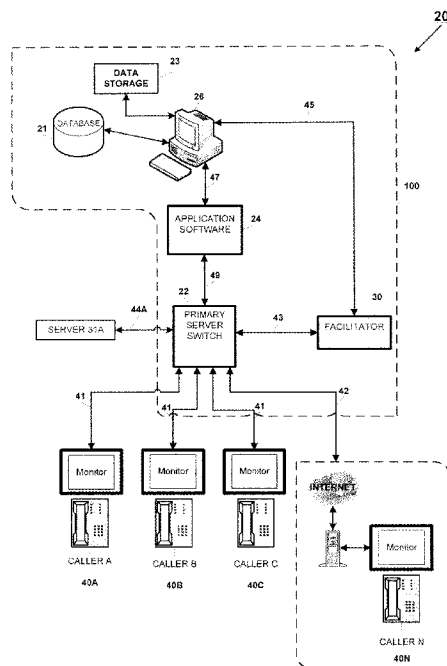 20
DATA
STORAGE
23
26
45
DATABASE
21
47
100
APPLICATION
SOFTWARE
24
49
22
30
PRIMARY
SERVER
SWITCH
44A
SERVER 31A
43
FACILITATOR
41
41
41
42
Monitor
Monitor
Monitor
INTERNET
Monitor
CALLER A
CALLER B
CALLER C
40A
40B
40C
CALLER N
40N